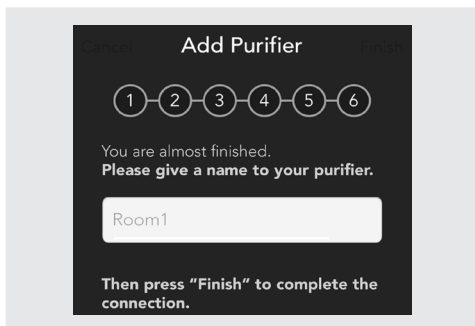 Cancel Add Purifier Finish
1 2 3 4 5 6
You are almost finished.
Please give a name to your purifier.
Room1
Then press "Finish" to complete the
connection.